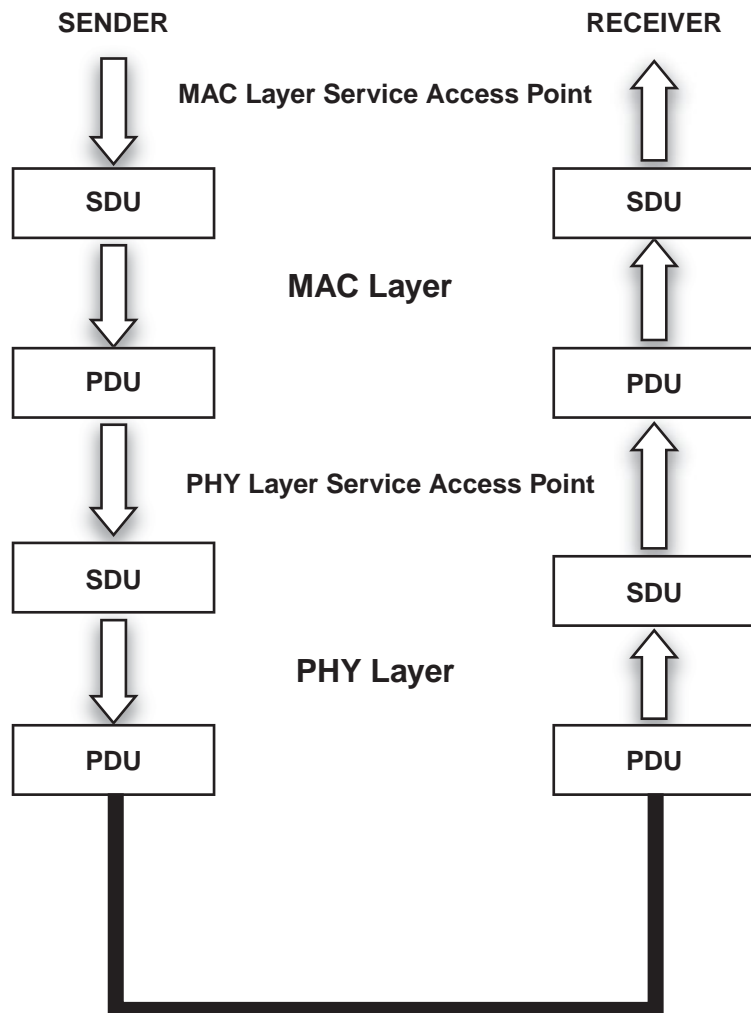 SENDER
RECEIVER
MAC Layer Service Access Point
SDU
SDU
MAC Layer
PDU
PDU
PHY Layer Service Access Point
SDU
SDU
PHY Layer
PDU
PDU